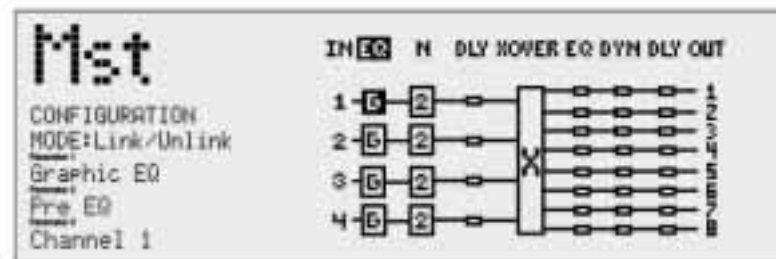 Mst
IN EQ N DLY XOVER EQ DYN DLY OUT
CONFIGURATION
MODE:Link/Unlink
Graphic EQ
Pre EQ
Channel 1
1 G 2
2 G 2
3 G 2
4 G 2
X
1
2
3
4
5
6
7
8